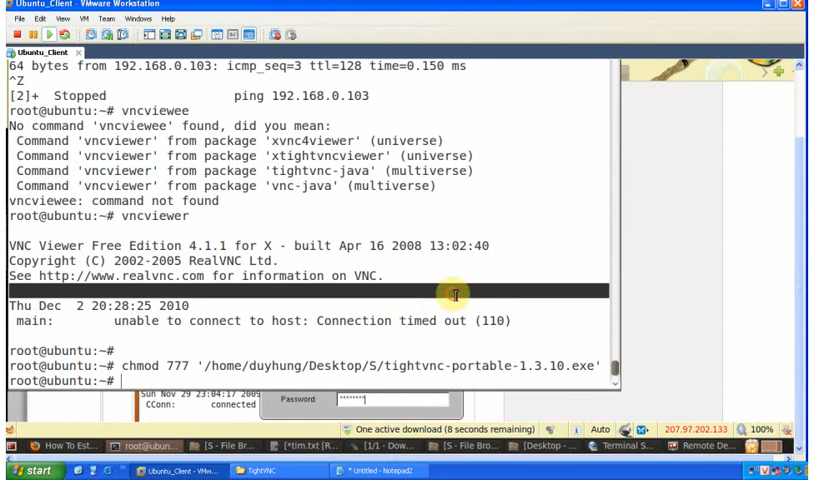 Ubuntu_Client - VMware Workstation
File Edit View VM Team Windows Help
Ubuntu_Client ×
64 bytes from 192.168.0.103: icmp_seq=3 ttl=128 time=0.150 ms
^Z
[2]+  Stopped                 ping 192.168.0.103
root@ubuntu:~# vncviewee
No command 'vncviewee' found, did you mean:
 Command 'vncviewer' from package 'xvnc4viewer' (universe)
 Command 'vncviewer' from package 'xtightvncviewer' (universe)
 Command 'vncviewer' from package 'tightvnc-java' (multiverse)
 Command 'vncviewer' from package 'vnc-java' (multiverse)
vncviewee: command not found
root@ubuntu:~# vncviewer
VNC Viewer Free Edition 4.1.1 for X - built Apr 16 2008 13:02:40
Copyright (C) 2002-2005 RealVNC Ltd.
See http://www.realvnc.com for information on VNC.
Thu Dec  2 20:28:25 2010
 main:        unable to connect to host: Connection timed out (110)
root@ubuntu:~#
root@ubuntu:~# chmod 777 '/home/duyhung/Desktop/S/tightvnc-portable-1.3.10.exe'
root@ubuntu:~#
Sun Nov 29 23:04:17 2009
CConn: connected
Password: ********
One active download (8 seconds remaining) Auto 207.97.202.133 100%
How To Est... root@ubun... [S - File Br... [*tim.txt [R... [1/1 - Dow... [S - File Bro... [Desktop - ... Terminal S... Remote De...
start Ubuntu_Client - VMw... TightVNC * Untitled - Notepad2